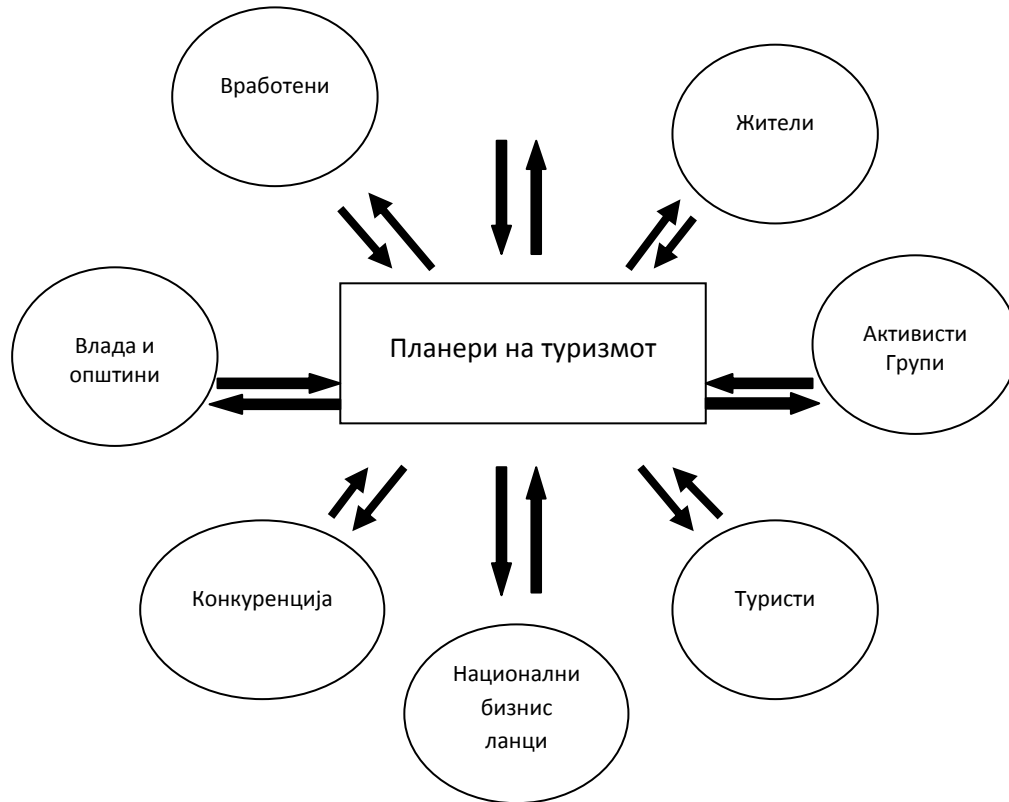 Вработени
Жители
Влада и
општини
Планери на туризмот
Активисти
Групи
Конкуренција
Туристи
Национални
бизнис
ланци